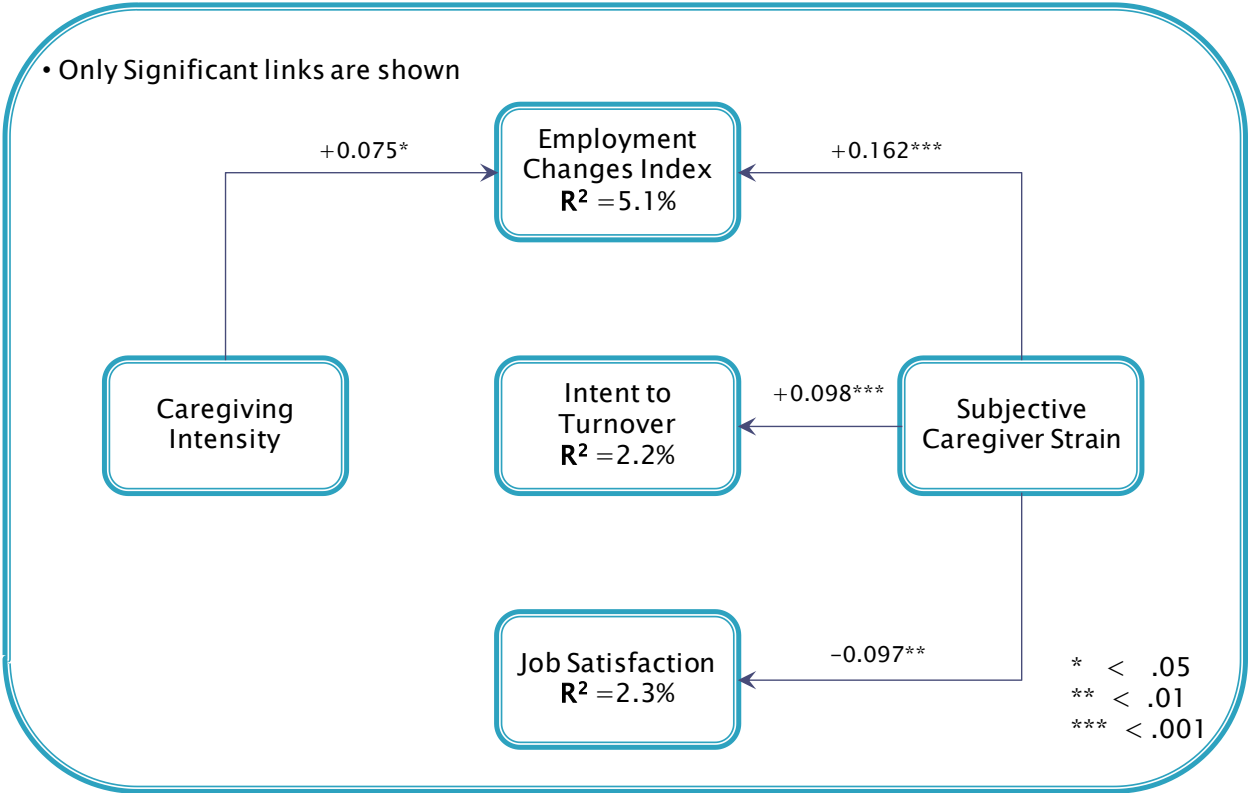 • Only Significant links are shown
Employment
Changes Index
R² =5.1%
+0.075*
+0.162***
Caregiving
Intensity
Intent to
Turnover
R² =2.2%
+0.098***
Subjective
Caregiver Strain
Job Satisfaction
R² =2.3%
-0.097**
* < .05
** < .01
*** < .001